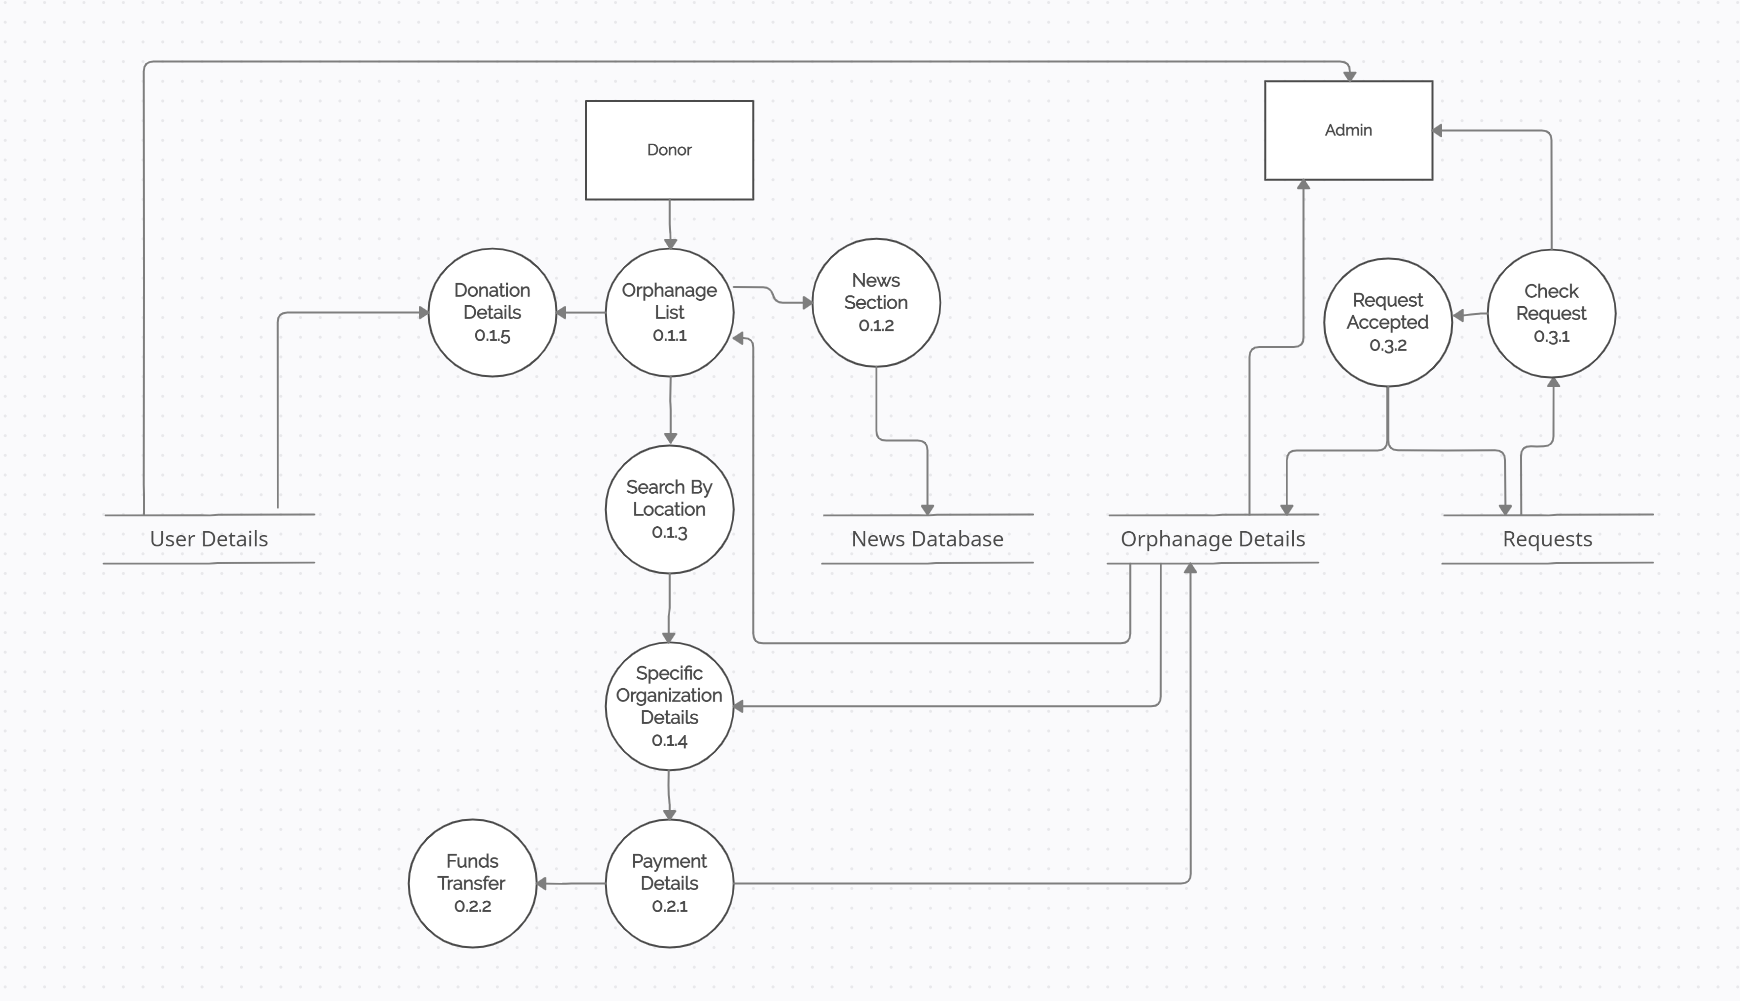 Donor
Admin
Donation
Details
0.1.5
Orphanage
List
0.1.1
News
Section
0.1.2
Request
Accepted
0.3.2
Check
Request
0.3.1
Search By
Location
0.1.3
User Details
News Database
Orphanage Details
Requests
Specific
Organization
Details
0.1.4
Funds
Transfer
0.2.2
Payment
Details
0.2.1